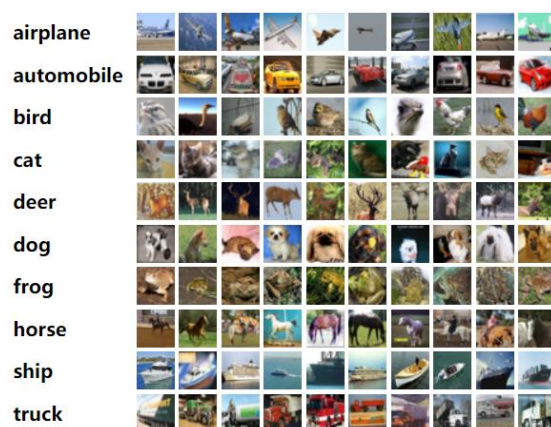 airplane
automobile
bird
cat
deer
dog
frog
horse
ship
truck